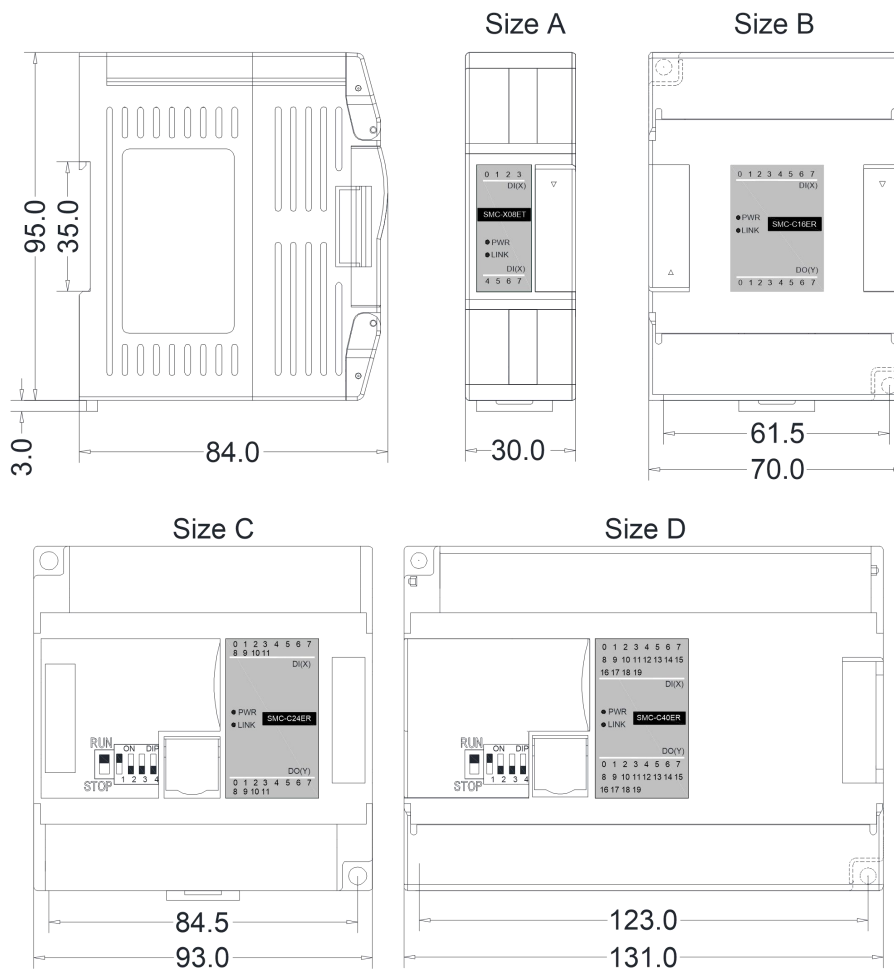 Size A
Size B
95.0
35.0
3.0
84.0
0 1 2 3
DI(X)
SMC-X08ET
PWR
LINK
DI(X)
4 5 6 7
30.0
0 1 2 3 4 5 6 7
DI(X)
PWR
LINK
SMC-C16ER
DO(Y)
0 1 2 3 4 5 6 7
61.5
70.0
Size C
Size D
0 1 2 3 4 5 6 7
8 9 10 11
DI(X)
PWR
LINK
SMC-C24ER
RUN
STOP
ON DIP
1 2 3 4
DO(Y)
0 1 2 3 4 5 6 7
8 9 10 11
84.5
93.0
0 1 2 3 4 5 6 7
8 9 10 11 12 13 14 15
16 17 18 19
DI(X)
PWR
LINK
SMC-C40ER
RUN
STOP
ON DIP
1 2 3 4
DO(Y)
0 1 2 3 4 5 6 7
8 9 10 11 12 13 14 15
16 17 18 19
123.0
131.0